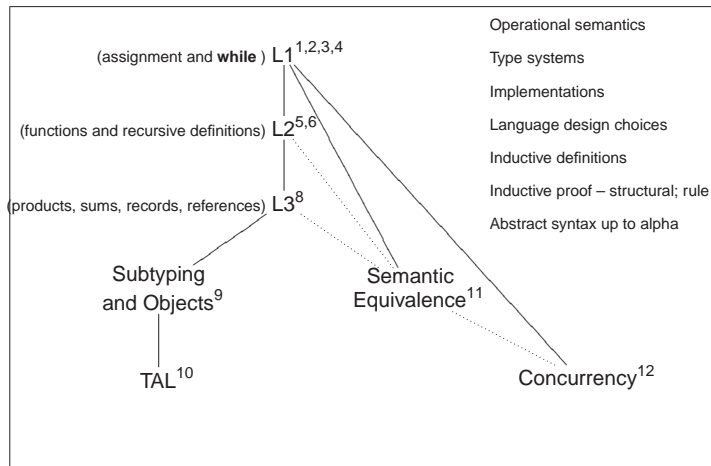 (assignment and while ) L1 1,2,3,4
(functions and recursive definitions) L2 5,6
(products, sums, records, references) L3 8
Subtyping
and Objects 9
Semantic
Equivalence 11
TAL 10
Concurrency 12
Operational semantics
Type systems
Implementations
Language design choices
Inductive definitions
Inductive proof – structural; rule
Abstract syntax up to alpha